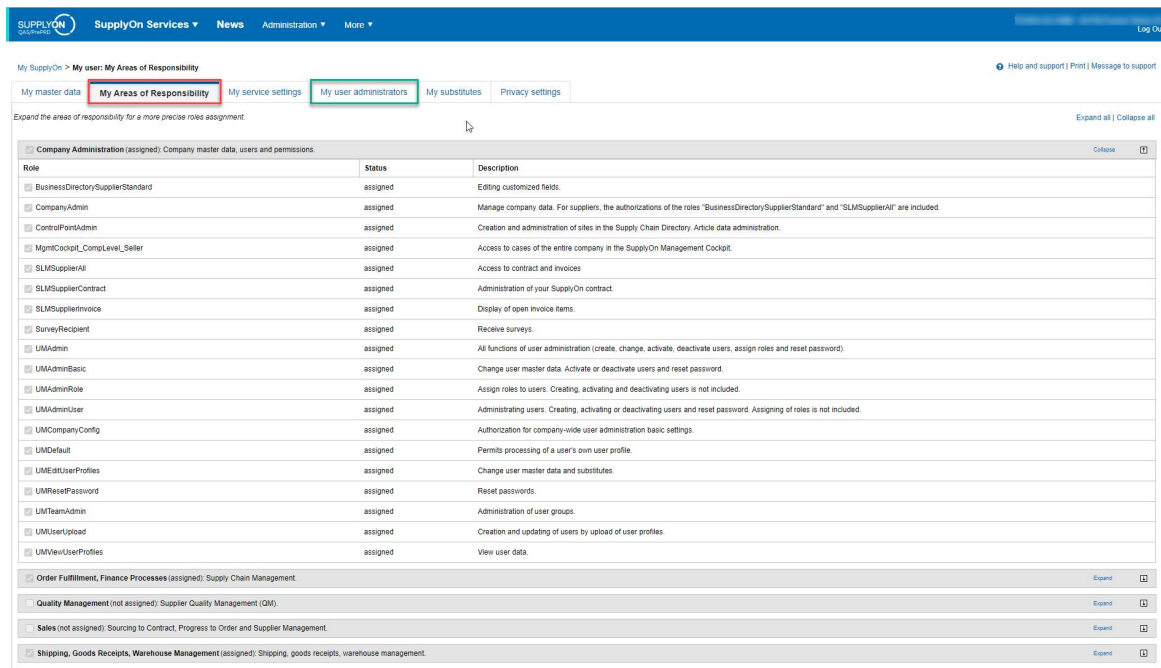 SUPPLYON
QAS/PrePRD
SupplyOn Services ▾ News Administration ▾ More ▾
Log Ou
My SupplyOn > My user: My Areas of Responsibility
Help and support | Print | Message to support
My master data My Areas of Responsibility My service settings My user administrators My substitutes Privacy settings
Expand the areas of responsibility for a more precise roles assignment.
Expand all | Collapse all
Company Administration (assigned): Company master data, users and permissions. Collapse
Role Status Description
BusinessDirectorySupplierStandard assigned Editing customized fields.
CompanyAdmin assigned Manage company data. For suppliers, the authorizations of the roles "BusinessDirectorySupplierStandard" and "SLMSupplierAll" are included.
ControlPointAdmin assigned Creation and administration of sites in the Supply Chain Directory. Article data administration.
MgmtCockpit_CompLevel_Seller assigned Access to cases of the entire company in the SupplyOn Management Cockpit.
SLMSupplierAll assigned Access to contract and invoices
SLMSupplierContract assigned Administration of your SupplyOn contract.
SLMSupplierInvoice assigned Display of open invoice items.
SurveyRecipient assigned Receive surveys.
UMAdmin assigned All functions of user administration (create, change, activate, deactivate users, assign roles and reset password).
UMAdminBasic assigned Change user master data. Activate or deactivate users and reset password.
UMAdminRole assigned Assign roles to users. Creating, activating and deactivating users is not included.
UMAdminUser assigned Administrating users. Creating, activating or deactivating users and reset password. Assigning of roles is not included.
UMCompanyConfig assigned Authorization for company-wide user administration basic settings.
UMDefault assigned Permits processing of a user's own user profile.
UMEditUserProfiles assigned Change user master data and substitutes.
UMResetPassword assigned Reset passwords.
UMTeamAdmin assigned Administration of user groups.
UMUserUpload assigned Creation and updating of users by upload of user profiles.
UMViewUserProfiles assigned View user data.
Order Fulfillment, Finance Processes (assigned): Supply Chain Management. Expand
Quality Management (not assigned): Supplier Quality Management (QM). Expand
Sales (not assigned): Sourcing to Contract, Progress to Order and Supplier Management. Expand
Shipping, Goods Receipts, Warehouse Management (assigned): Shipping, goods receipts, warehouse management. Expand